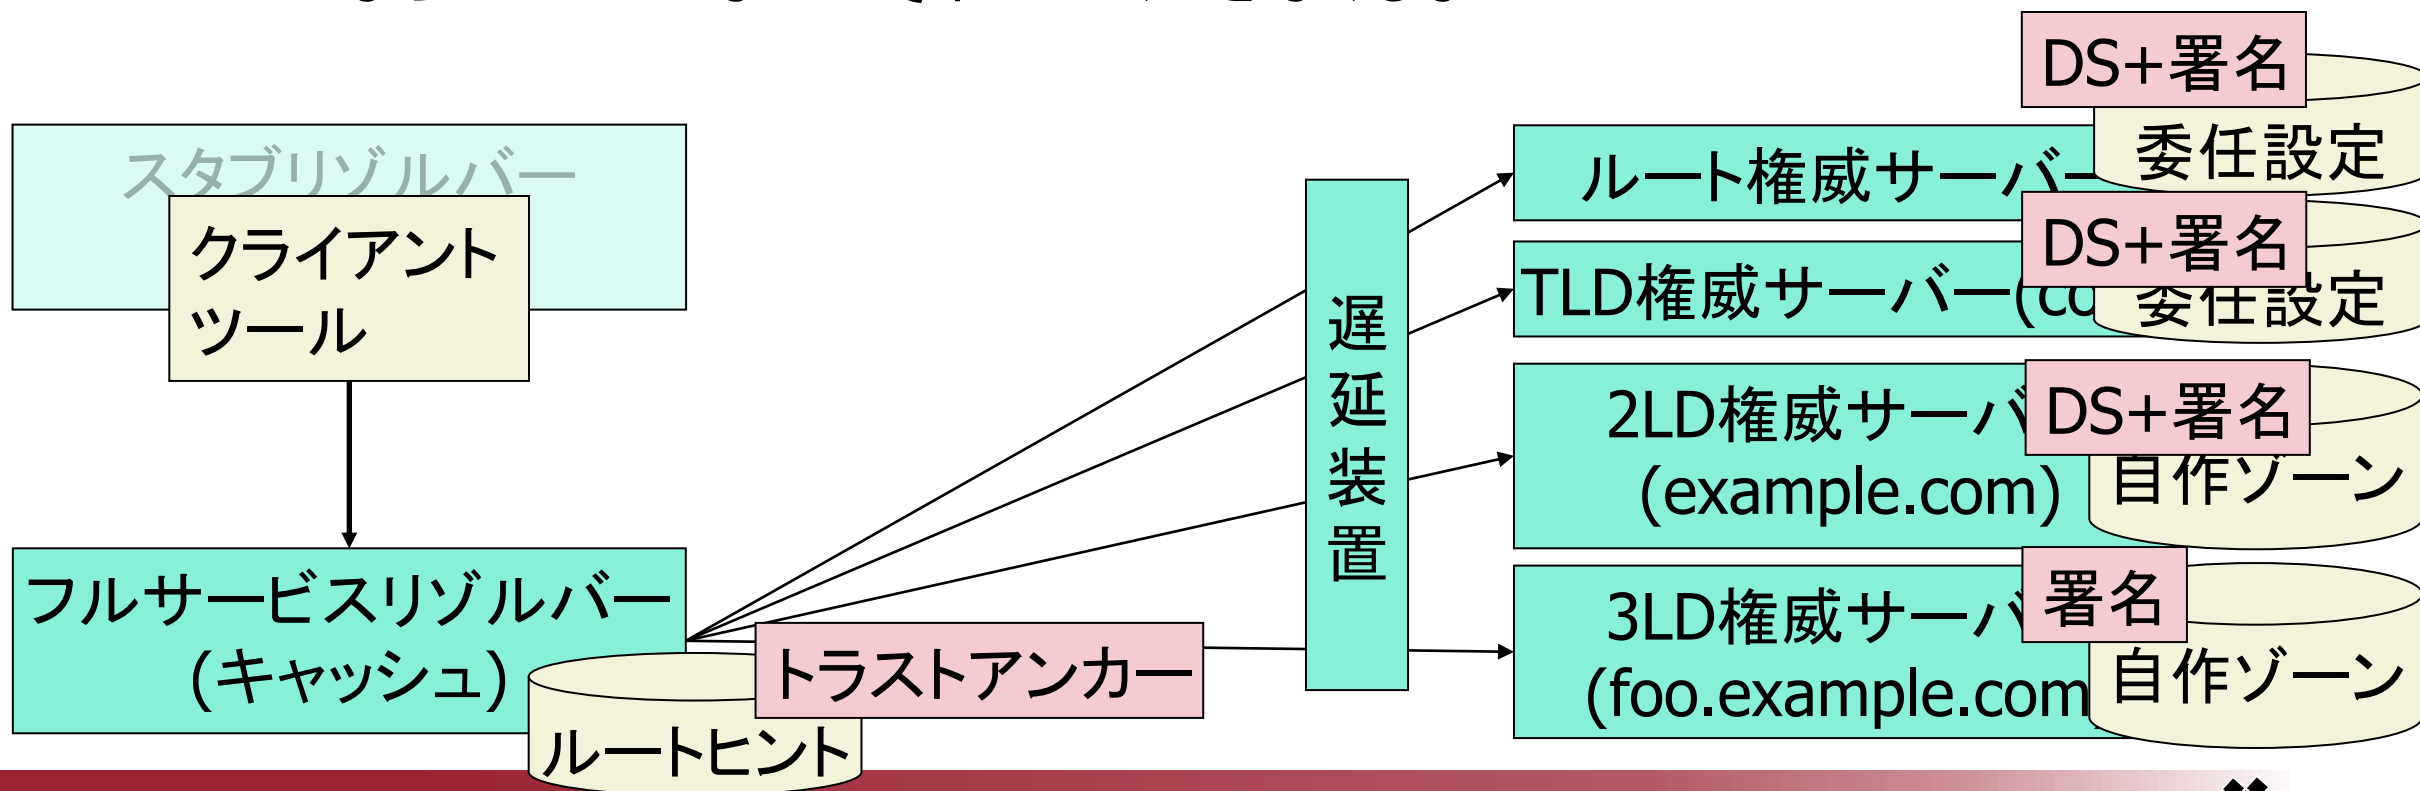 DS+署名
委任設定
ルート権威サーバー
スタブリゾルバー
クライアント
ツール
DS+署名
委任設定
TLD権威サーバー(co
遅延装置
DS+署名
自作ゾーン
2LD権威サーバ
(example.com)
署名
自作ゾーン
3LD権威サーバ
(foo.example.com
フルサービスリゾルバー
(キャッシュ)
トラストアンカー
ルートヒント